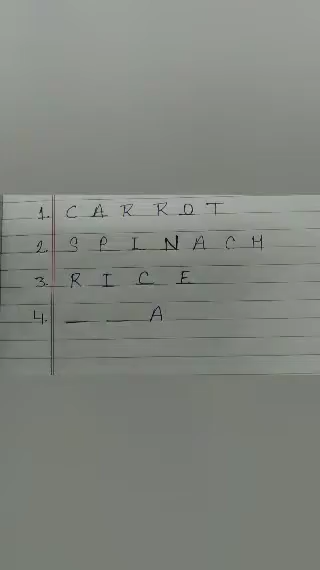 1. C A R R O T
2. S P I N A C H
3. R I C E
4. _ _ A